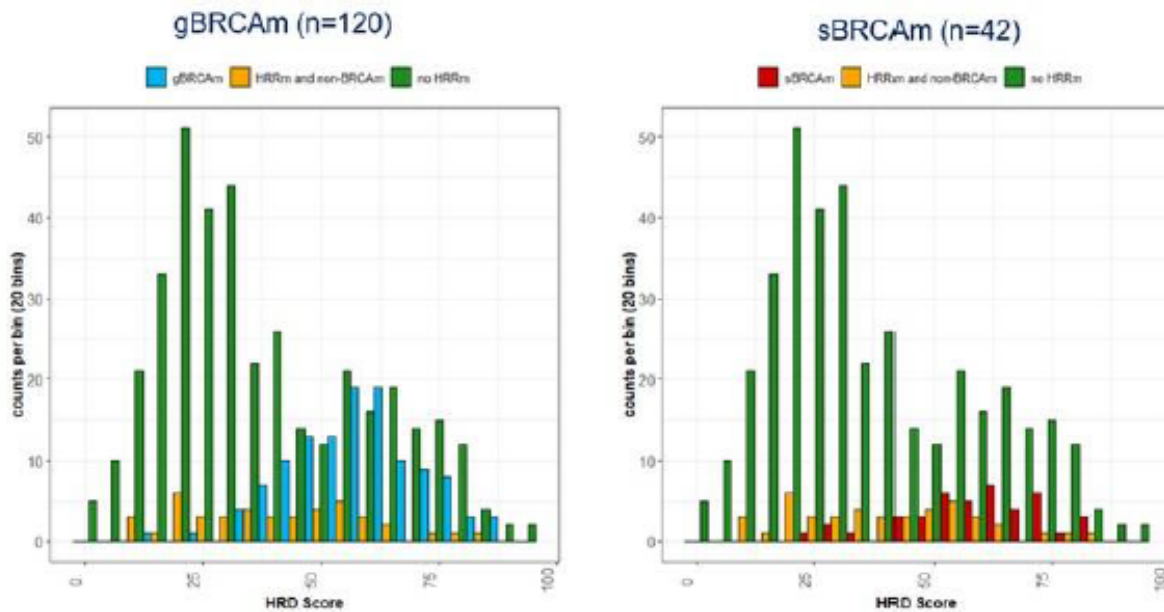 gBRCAm (n=120)
gBRCAm HRRm and non-BRCAm no HRRm
counts per bin (20 bins)
50
40
30
20
10
0
0 25 50 75 100
HRD Score
sBRCAm (n=42)
sBRCAm HRRm and non-BRCAm no HRRm
counts per bin (20 bins)
50
40
30
20
10
0
0 25 50 75 100
HRD Score